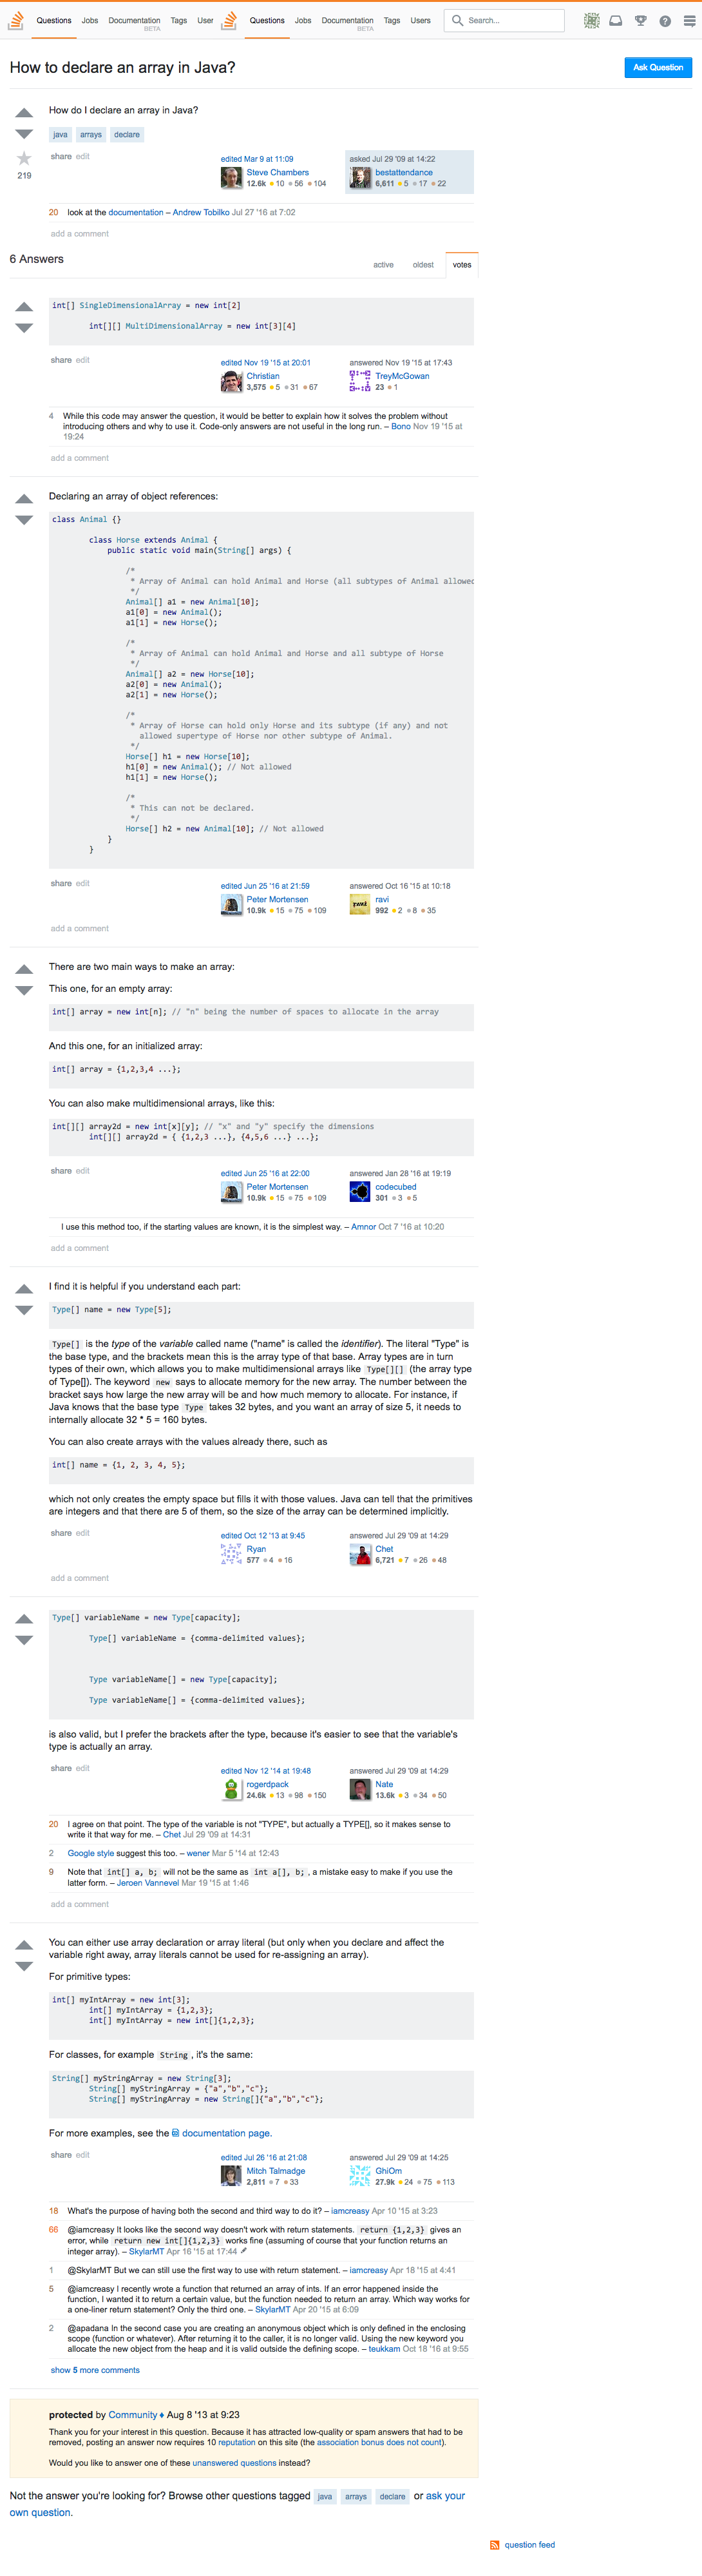 Questions Jobs Documentation Tags User Questions Jobs Documentation Tags Users Search...
BETA BETA
How to declare an array in Java?
Ask Question
How do I declare an array in Java?
java arrays declare
share edit
edited Mar 9 at 11:09
Steve Chambers
12.6k 10 56 104
asked Jul 29 '09 at 14:22
bestattendance
6,611 5 17 22
219
20 look at the documentation – Andrew Tobilko Jul 27 '16 at 7:02
add a comment
6 Answers
active oldest votes
int[] SingleDimensionalArray = new int[2]
int[][] MultiDimensionalArray = new int[3][4]
share edit
edited Nov 19 '15 at 20:01
Christian
3,575 5 31 67
answered Nov 19 '15 at 17:43
TreyMcGowan
23 1
4 While this code may answer the question, it would be better to explain how it solves the problem without
introducing others and why to use it. Code-only answers are not useful in the long run. – Bono Nov 19 '15 at
19:24
add a comment
Declaring an array of object references:
class Animal {}
class Horse extends Animal {
public static void main(String[] args) {
/*
* Array of Animal can hold Animal and Horse (all subtypes of Animal allowed
*/
Animal[] a1 = new Animal[10];
a1[0] = new Animal();
a1[1] = new Horse();
/*
* Array of Animal can hold Animal and Horse and all subtype of Horse
*/
Animal[] a2 = new Horse[10];
a2[0] = new Animal();
a2[1] = new Horse();
/*
* Array of Horse can hold only Horse and its subtype (if any) and not
allowed supertype of Horse nor other subtype of Animal.
*/
Horse[] h1 = new Horse[10];
h1[0] = new Animal(); // Not allowed
h1[1] = new Horse();
/*
* This can not be declared.
*/
Horse[] h2 = new Animal[10]; // Not allowed
}
}
share edit
edited Jun 25 '16 at 21:59
Peter Mortensen
10.9k 15 75 109
answered Oct 16 '15 at 10:18
ravi
ravi
992 2 8 35
add a comment
There are two main ways to make an array:
This one, for an empty array:
int[] array = new int[n]; // "n" being the number of spaces to allocate in the array
And this one, for an initialized array:
int[] array = {1,2,3,4 ...};
You can also make multidimensional arrays, like this:
int[][] array2d = new int[x][y]; // "x" and "y" specify the dimensions
int[][] array2d = { {1,2,3 ...}, {4,5,6 ...} ...};
share edit
edited Jun 25 '16 at 22:00
Peter Mortensen
10.9k 15 75 109
answered Jan 28 '16 at 19:19
codecubed
301 3 5
I use this method too, if the starting values are known, it is the simplest way. – Amnor Oct 7 '16 at 10:20
add a comment
I find it is helpful if you understand each part:
Type[] name = new Type[5];
Type[] is the type of the variable called name ("name" is called the identifier). The literal "Type" is
the base type, and the brackets mean this is the array type of that base. Array types are in turn
types of their own, which allows you to make multidimensional arrays like Type[][] (the array type
of Type[]). The keyword new says to allocate memory for the new array. The number between the
bracket says how large the new array will be and how much memory to allocate. For instance, if
Java knows that the base type Type takes 32 bytes, and you want an array of size 5, it needs to
internally allocate 32 * 5 = 160 bytes.
You can also create arrays with the values already there, such as
int[] name = {1, 2, 3, 4, 5};
which not only creates the empty space but fills it with those values. Java can tell that the primitives
are integers and that there are 5 of them, so the size of the array can be determined implicitly.
share edit
edited Oct 12 '13 at 9:45
Ryan
577 4 16
answered Jul 29 '09 at 14:29
Chet
6,721 7 26 48
add a comment
Type[] variableName = new Type[capacity];
Type[] variableName = {comma-delimited values};
Type variableName[] = new Type[capacity];
Type variableName[] = {comma-delimited values};
is also valid, but I prefer the brackets after the type, because it's easier to see that the variable's
type is actually an array.
share edit
edited Nov 12 '14 at 19:48
rogerdpack
24.6k 13 98 150
answered Jul 29 '09 at 14:29
Nate
13.6k 3 34 50
20 I agree on that point. The type of the variable is not "TYPE", but actually a TYPE[], so it makes sense to
write it that way for me. – Chet Jul 29 '09 at 14:31
2 Google style suggest this too. – wener Mar 5 '14 at 12:43
9 Note that int[] a, b; will not be the same as int a[], b; , a mistake easy to make if you use the
latter form. – Jeroen Vannevel Mar 19 '15 at 1:46
add a comment
You can either use array declaration or array literal (but only when you declare and affect the
variable right away, array literals cannot be used for re-assigning an array).
For primitive types:
int[] myIntArray = new int[3];
int[] myIntArray = {1,2,3};
int[] myIntArray = new int[]{1,2,3};
For classes, for example String , it's the same:
String[] myStringArray = new String[3];
String[] myStringArray = {"a","b","c"};
String[] myStringArray = new String[]{"a","b","c"};
For more examples, see the documentation page.
share edit
edited Jul 26 '16 at 21:08
Mitch Talmadge
2,811 7 33
answered Jul 29 '09 at 14:25
GhiOm
27.9k 24 75 113
18 What's the purpose of having both the second and third way to do it? – iamcreasy Apr 10 '15 at 3:23
66 @iamcreasy It looks like the second way doesn't work with return statements. return {1,2,3} gives an
error, while return new int[]{1,2,3} works fine (assuming of course that your function returns an
integer array). – SkylarMT Apr 16 '15 at 17:44
1 @SkylarMT But we can still use the first way to use with return statement. – iamcreasy Apr 18 '15 at 4:41
5 @iamcreasy I recently wrote a function that returned an array of ints. If an error happened inside the
function, I wanted it to return a certain value, but the function needed to return an array. Which way works for
a one-liner return statement? Only the third one. – SkylarMT Apr 20 '15 at 6:09
2 @apadana In the second case you are creating an anonymous object which is only defined in the enclosing
scope (function or whatever). After returning it to the caller, it is no longer valid. Using the new keyword you
allocate the new object from the heap and it is valid outside the defining scope. – teukkam Oct 18 '16 at 9:55
show 5 more comments
protected by Community♦ Aug 8 '13 at 9:23
Thank you for your interest in this question. Because it has attracted low-quality or spam answers that had to be
removed, posting an answer now requires 10 reputation on this site (the association bonus does not count).
Would you like to answer one of these unanswered questions instead?
Not the answer you're looking for? Browse other questions tagged java arrays declare or ask your
own question.
question feed